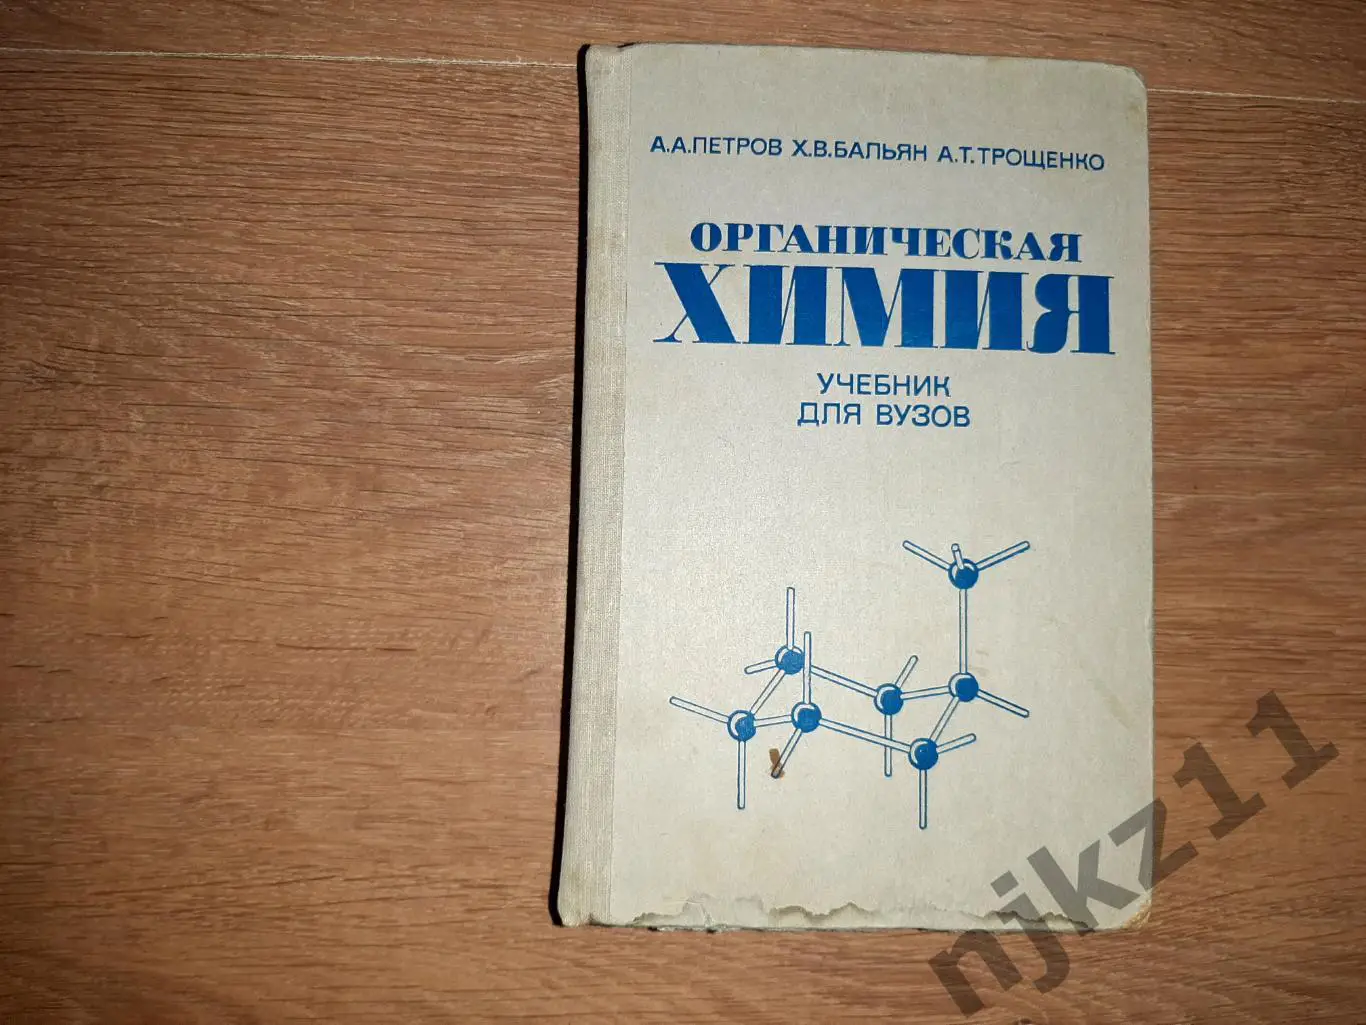 А.А.ПЕТРОВ Х.В.БАЛЬЯН А.Т.ТРОЩЕНКО
ОРГАНИЧЕСКАЯ
ХИМИЯ
УЧЕБНИК
ДЛЯ ВУЗОВ
njkz11